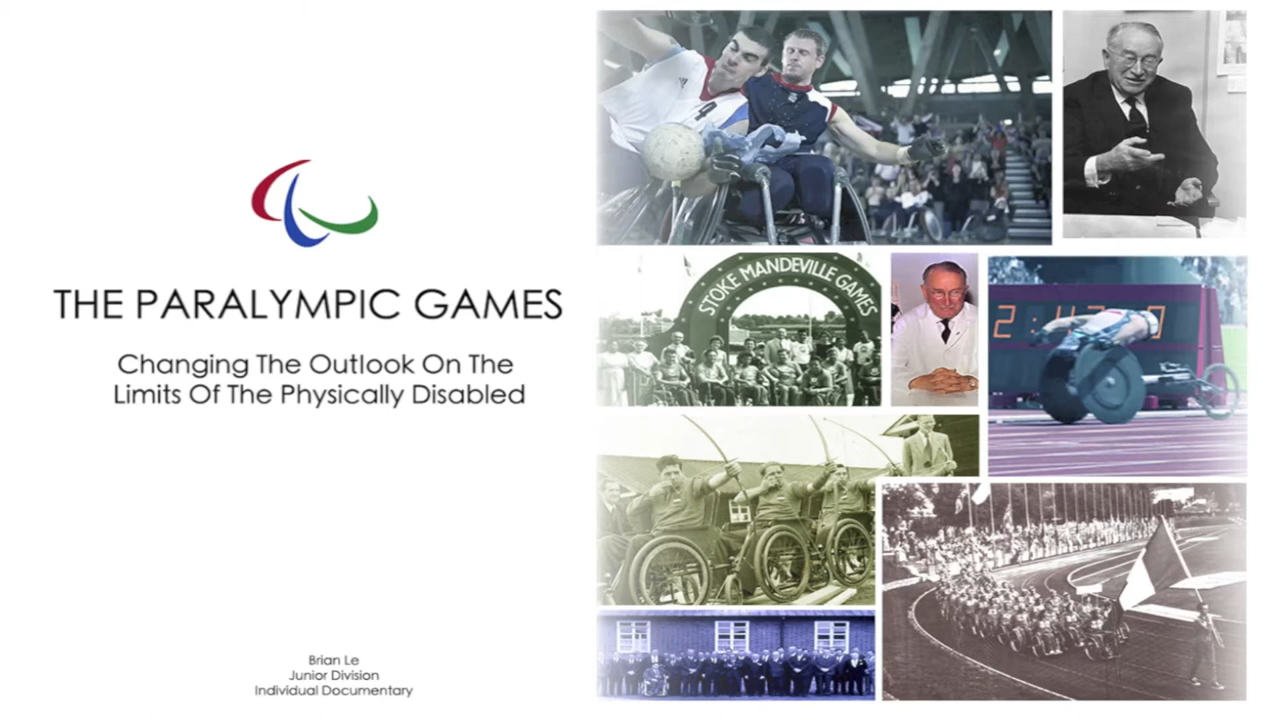 THE PARALYMPIC GAMES
Changing The Outlook On The
Limits Of The Physically Disabled
Brian Le
Junior Division
Individual Documentary
4
STOKE MANDEVILLE GAMES